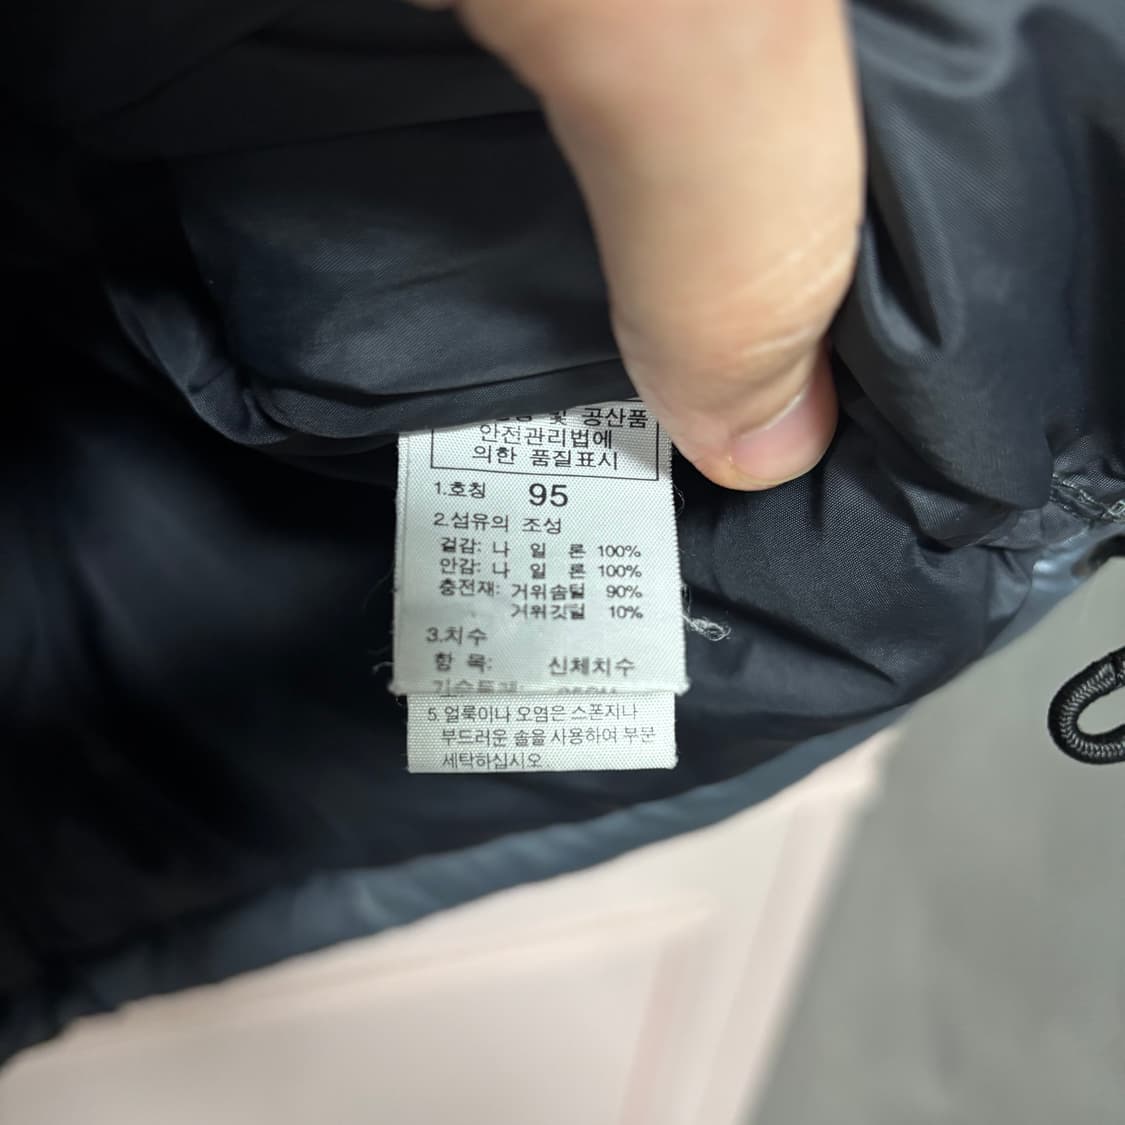 및 공산품
안전관리법에
의한 품질표시
1.호칭 95
2.섬유의 조성
겉감: 나 일 론 100%
안감: 나 일 론 100%
충전재: 거위솜털 90%
거위깃털 10%
3.치수
항 목: 신체치수
5. 얼룩이나 오염은 스폰지나
부드러운 솔을 사용하여 부분
세탁하십시오.